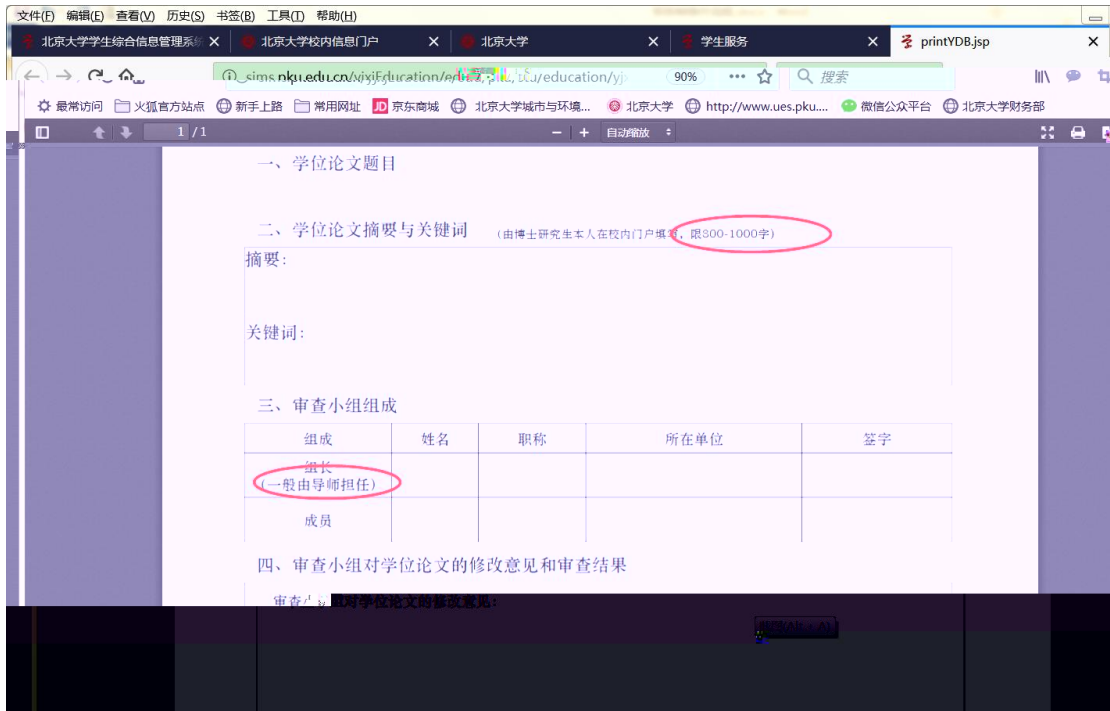 文件(F) 编辑(E) 查看(V) 历史(S) 书签(B) 工具(T) 帮助(H)
北京大学学生综合信息管理系统 北京大学校内信息门户 北京大学 学生服务 printYDB.jsp
90% 搜索
最常访问 火狐官方站点 新手上路 常用网址 JD 京东商城 北京大学城市与环境... 北京大学 http://www.ues.pku.... 微信公众平台 北京大学财务部
1 / 1 自动缩放
一、学位论文题目
二、学位论文摘要与关键词 (由博士研究生本人在校内门户填写,限800-1000字)
摘要:
关键词:
三、审查小组组成
组成 姓名 职称 所在单位 签字
组长
(一般由导师担任)
成员
四、审查小组对学位论文的修改意见和审查结果
审查小组对学位论文的修改意见: